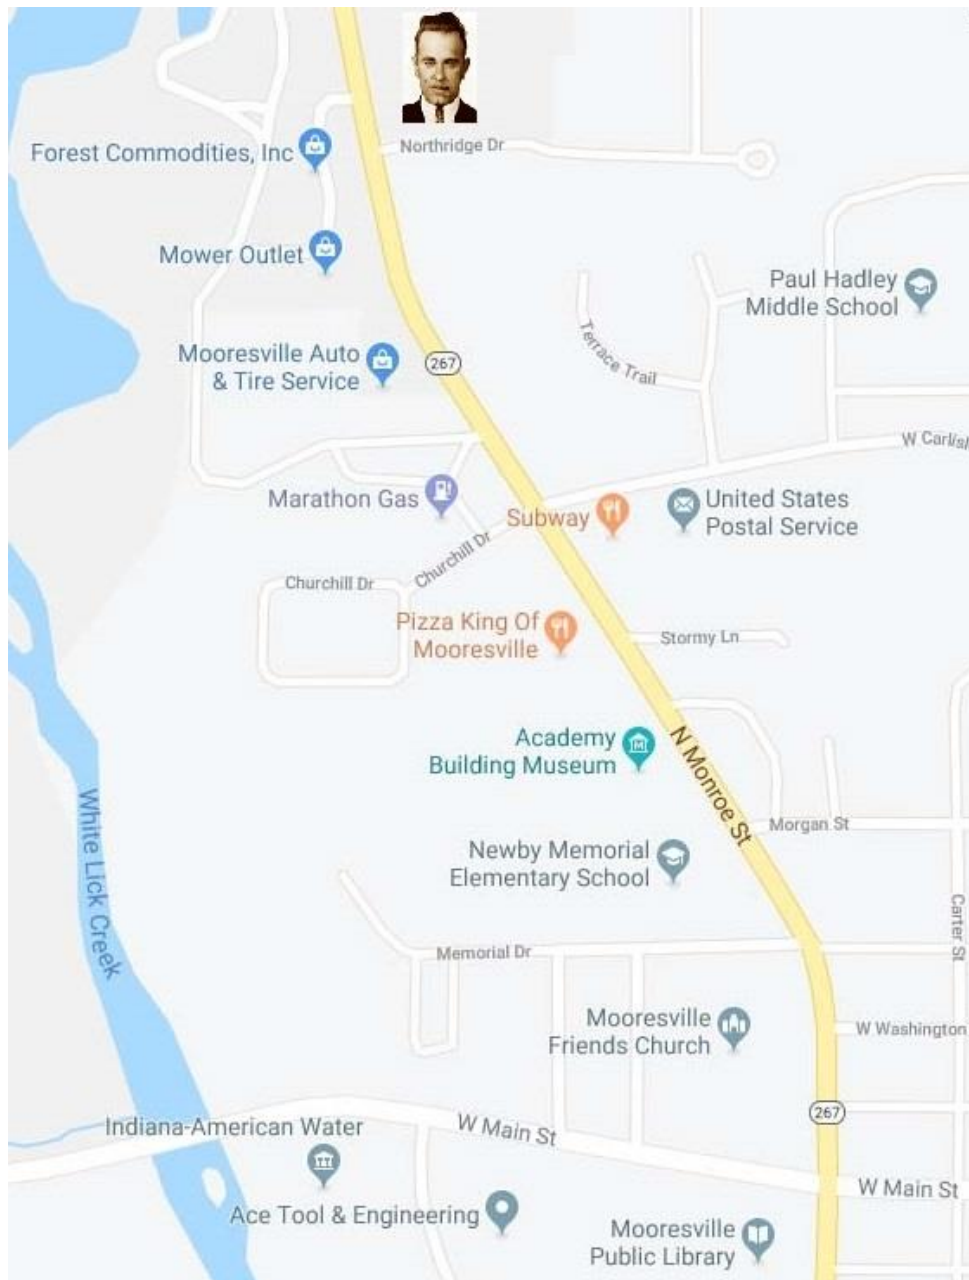 Northridge Dr
Forest Commodities, Inc
Mower Outlet
Paul Hadley
Middle School
Terrace Trail
Mooresville Auto
& Tire Service
267
W Carlisl
Marathon Gas
Subway
United States
Postal Service
Churchill Dr
Churchill Dr
Pizza King Of
Mooresville
Stormy Ln
Academy
Building Museum
N Monroe St
White Lick Creek
Morgan St
Newby Memorial
Elementary School
Carter St
Memorial Dr
Mooresville
Friends Church
W Washington
267
Indiana-American Water
W Main St
W Main St
Ace Tool & Engineering
Mooresville
Public Library